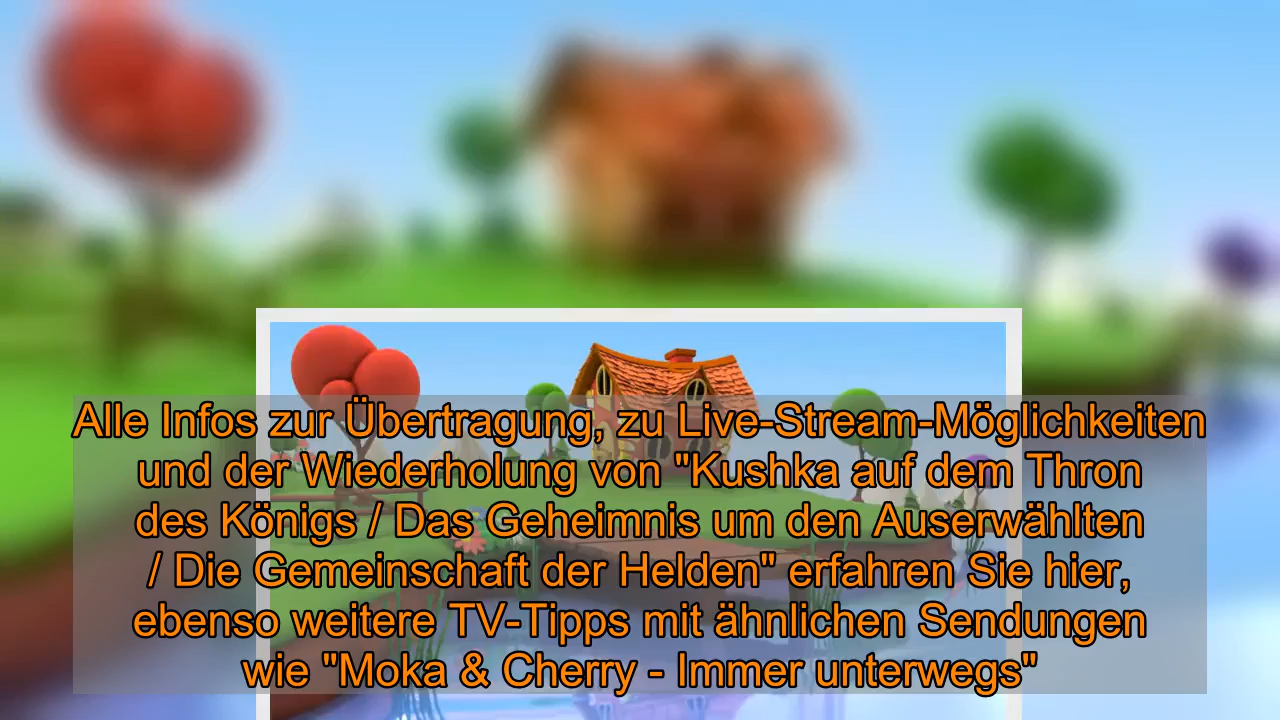 Alle Infos zur Übertragung, zu Live-Stream-Möglichkeiten
und der Wiederholung von "Kushka auf dem Thron
des Königs / Das Geheimnis um den Auserwählten
/ Die Gemeinschaft der Helden" erfahren Sie hier,
ebenso weitere TV-Tipps mit ähnlichen Sendungen
wie "Moka & Cherry - Immer unterwegs"